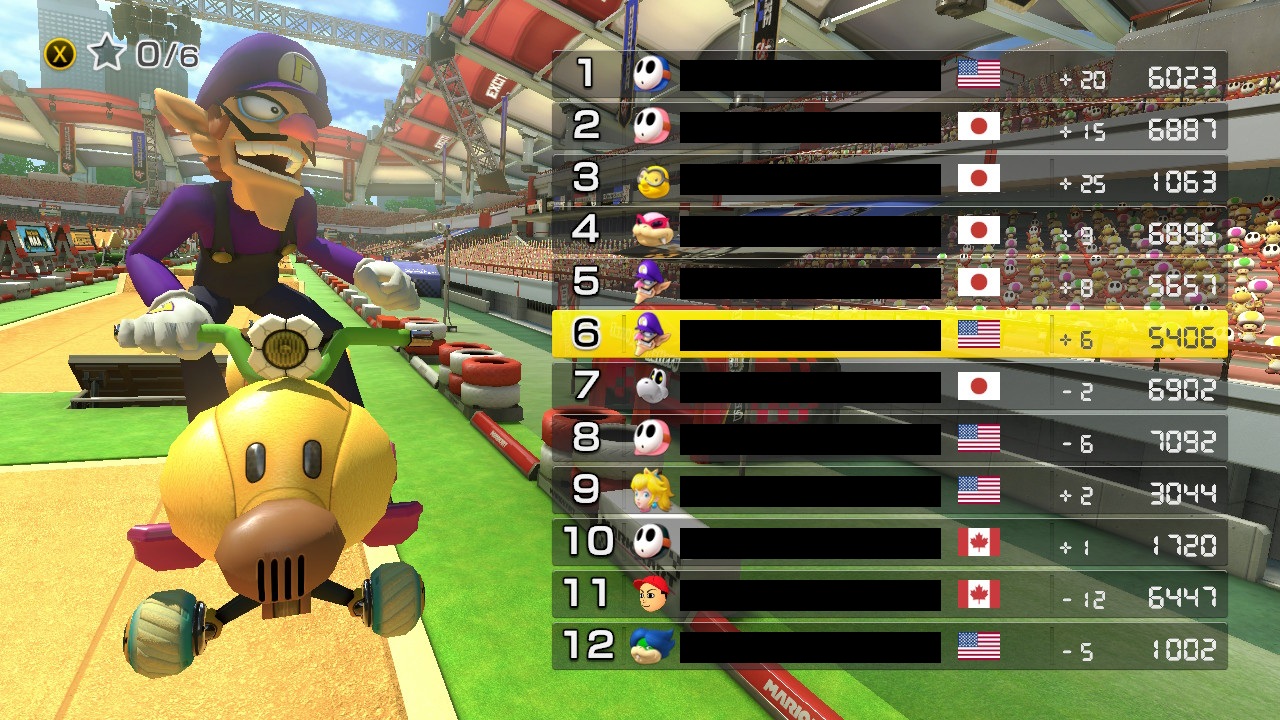 X 0/6
1 + 20 6023
2 + 15 6887
3 + 25 1063
4 + 9 6896
5 + 8 5657
6 + 6 5406
7 - 2 6902
8 - 6 7092
9 + 2 3044
10 + 1 1720
11 - 12 6447
12 - 5 1002
EXCIT
MARIO